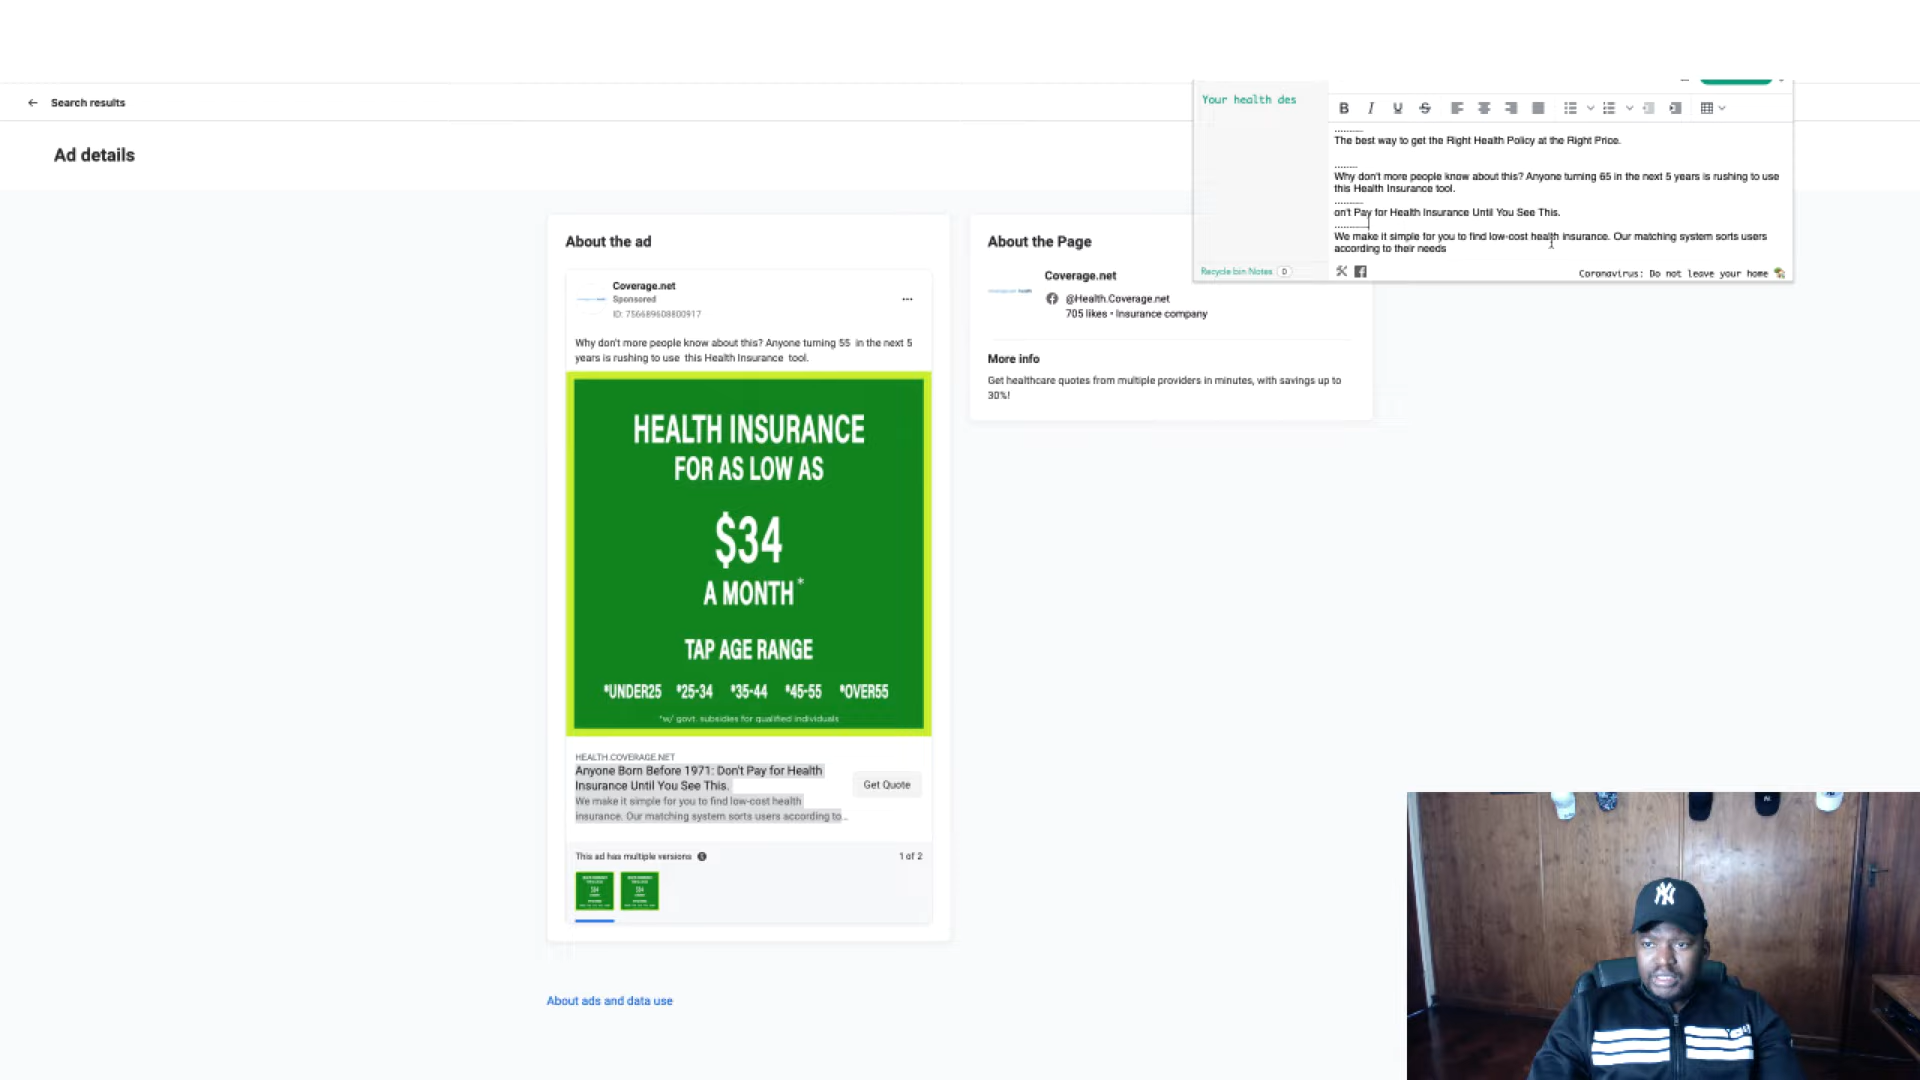 ← Search results
Ad details
About the ad
Coverage.net
Sponsored
ID: 756689608800917
Why don't more people know about this? Anyone turning 55 in the next 5
years is rushing to use this Health Insurance tool.
HEALTH INSURANCE
FOR AS LOW AS
$34
A MONTH*
TAP AGE RANGE
*UNDER25 *25-34 *35-44 *45-55 *OVER55
*w/ govt. subsidies for qualified individuals
HEALTH.COVERAGE.NET
Anyone Born Before 1971: Don't Pay for Health
Insurance Until You See This.
We make it simple for you to find low-cost health
insurance. Our matching system sorts users according to...
Get Quote
This ad has multiple versions
1 of 2
About ads and data use
About the Page
Coverage.net
@Health.Coverage.net
705 likes • Insurance company
More info
Get healthcare quotes from multiple providers in minutes, with savings up to
30%!
Your health des
Recycle bin Notes 0
B I U S
............
The best way to get the Right Health Policy at the Right Price.
..........
Why don't more people know about this? Anyone turning 65 in the next 5 years is rushing to use
this Health Insurance tool.
............
on't Pay for Health Insurance Until You See This.
..............
We make it simple for you to find low-cost health insurance. Our matching system sorts users
according to their needs
Coronavirus: Do not leave your home